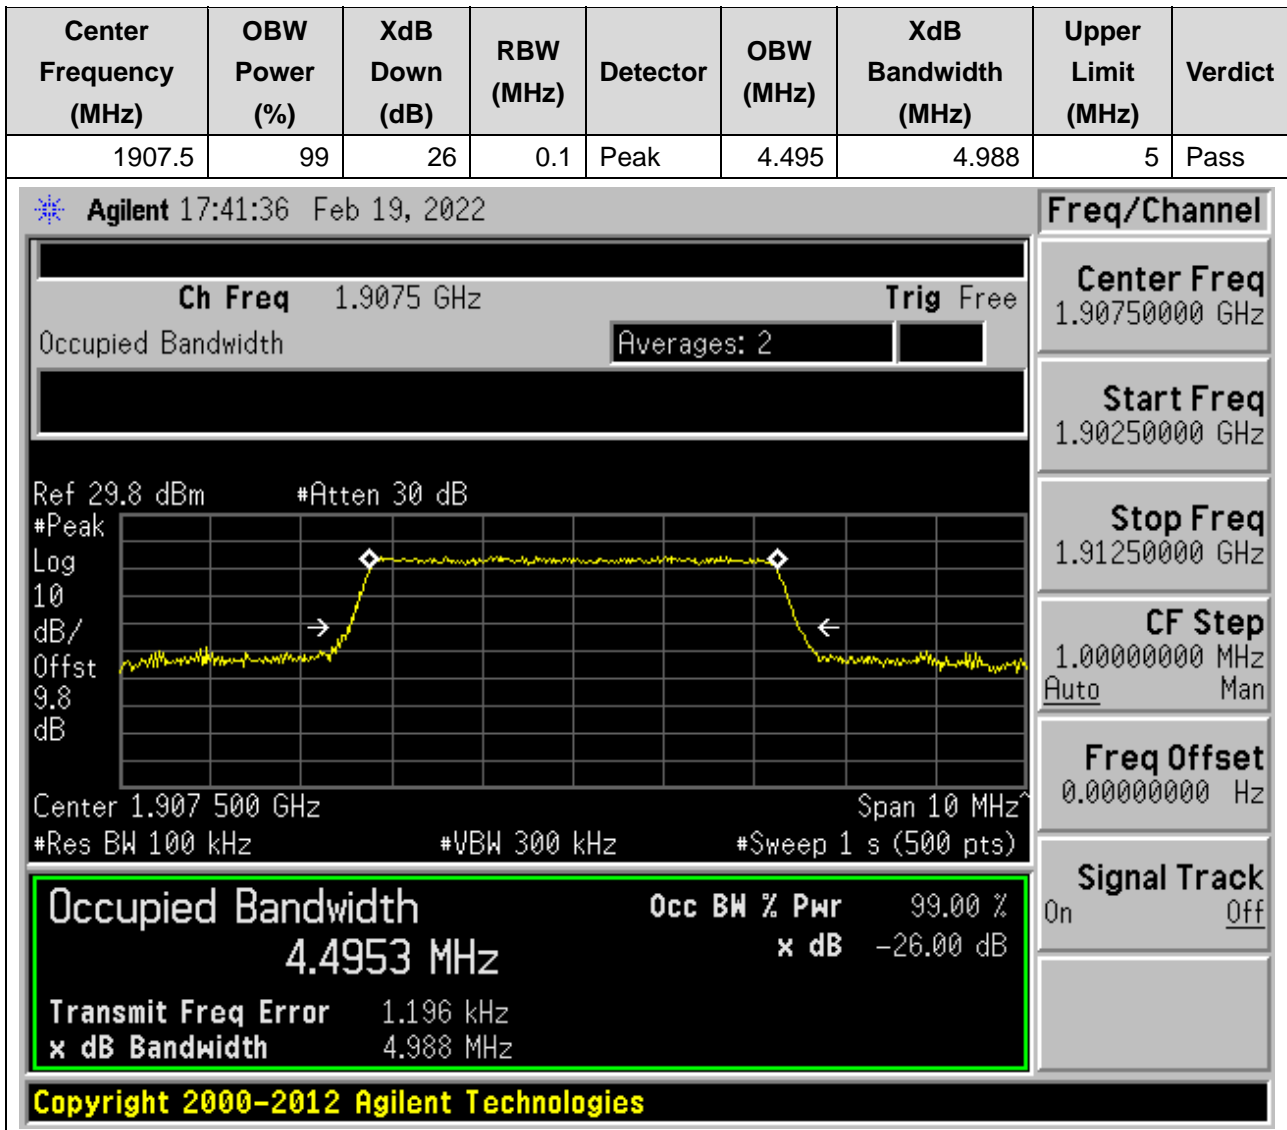 Center Frequency (MHz) OBW Power (%) XdB Down (dB) RBW (MHz) Detector OBW (MHz) XdB Bandwidth (MHz) Upper Limit (MHz) Verdict
1907.5 99 26 0.1 Peak 4.495 4.988 5 Pass
Agilent 17:41:36 Feb 19, 2022
Freq/Channel
Ch Freq 1.9075 GHz Trig Free
Occupied Bandwidth Averages: 2
Center Freq
1.90750000 GHz
Start Freq
1.90250000 GHz
Stop Freq
1.91250000 GHz
CF Step
1.00000000 MHz
Auto Man
Freq Offset
0.00000000 Hz
Signal Track
On Off
Ref 29.8 dBm #Atten 30 dB
#Peak
Log
10
dB/
Offst
9.8
dB
Center 1.907 500 GHz Span 10 MHz^
#Res BW 100 kHz #VBW 300 kHz #Sweep 1 s (500 pts)
Occupied Bandwidth Occ BW % Pwr 99.00 %
4.4953 MHz x dB -26.00 dB
Transmit Freq Error 1.196 kHz
x dB Bandwidth 4.988 MHz
Copyright 2000-2012 Agilent Technologies